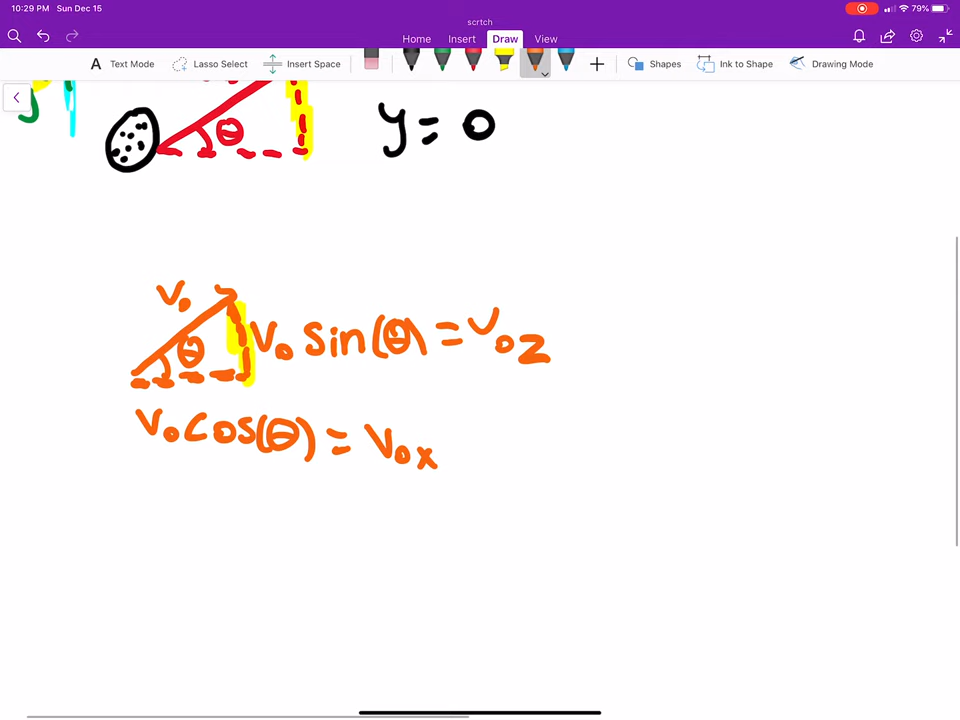 10:29 PM Sun Dec 15 79%
scrtch
Home Insert Draw View
A Text Mode Lasso Select Insert Space Shapes Ink to Shape Drawing Mode
θ y = 0
v₀
θ v₀ sin(θ) = v₀z
v₀ cos(θ) = v₀x